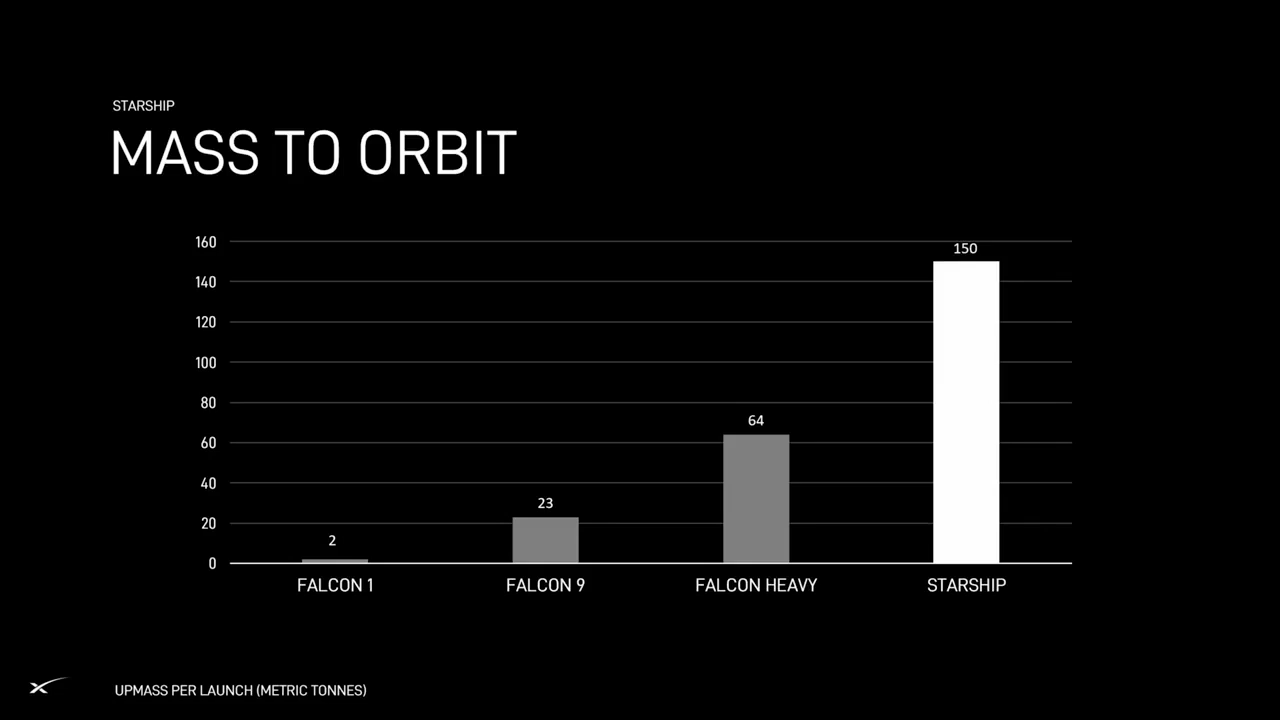 STARSHIP
MASS TO ORBIT
160
150
140
120
100
80
64
60
40
23
20
2
0
FALCON 1
FALCON 9
FALCON HEAVY
STARSHIP
UPMASS PER LAUNCH (METRIC TONNES)